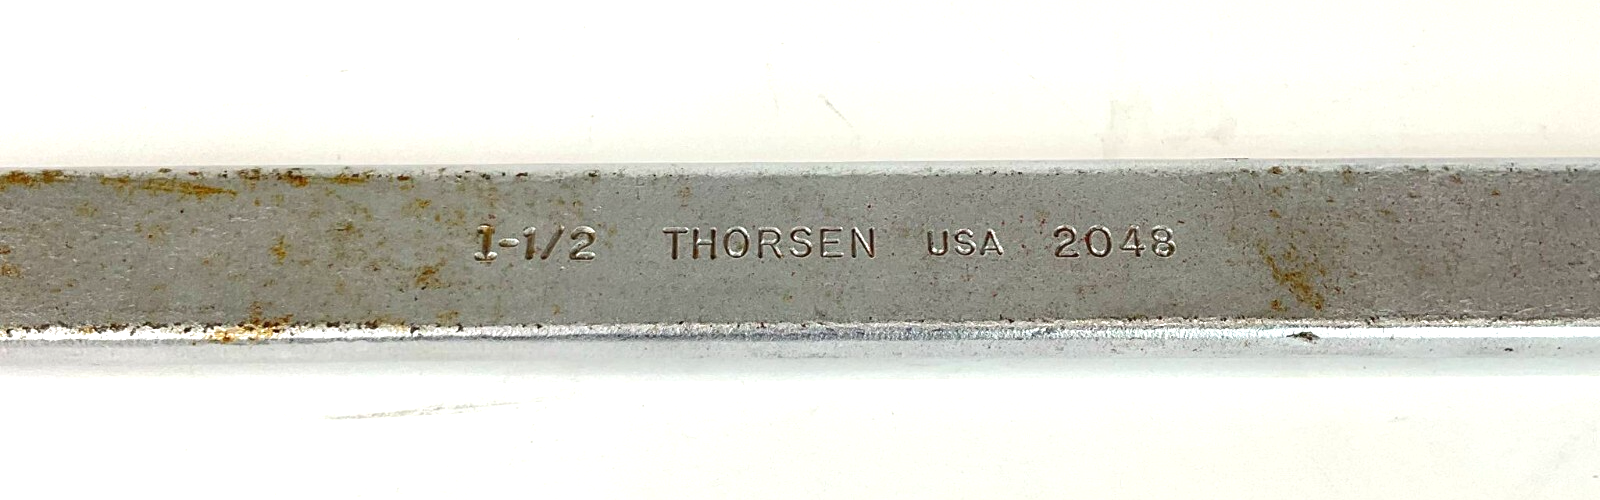 1-1/2 THORSEN USA 2048